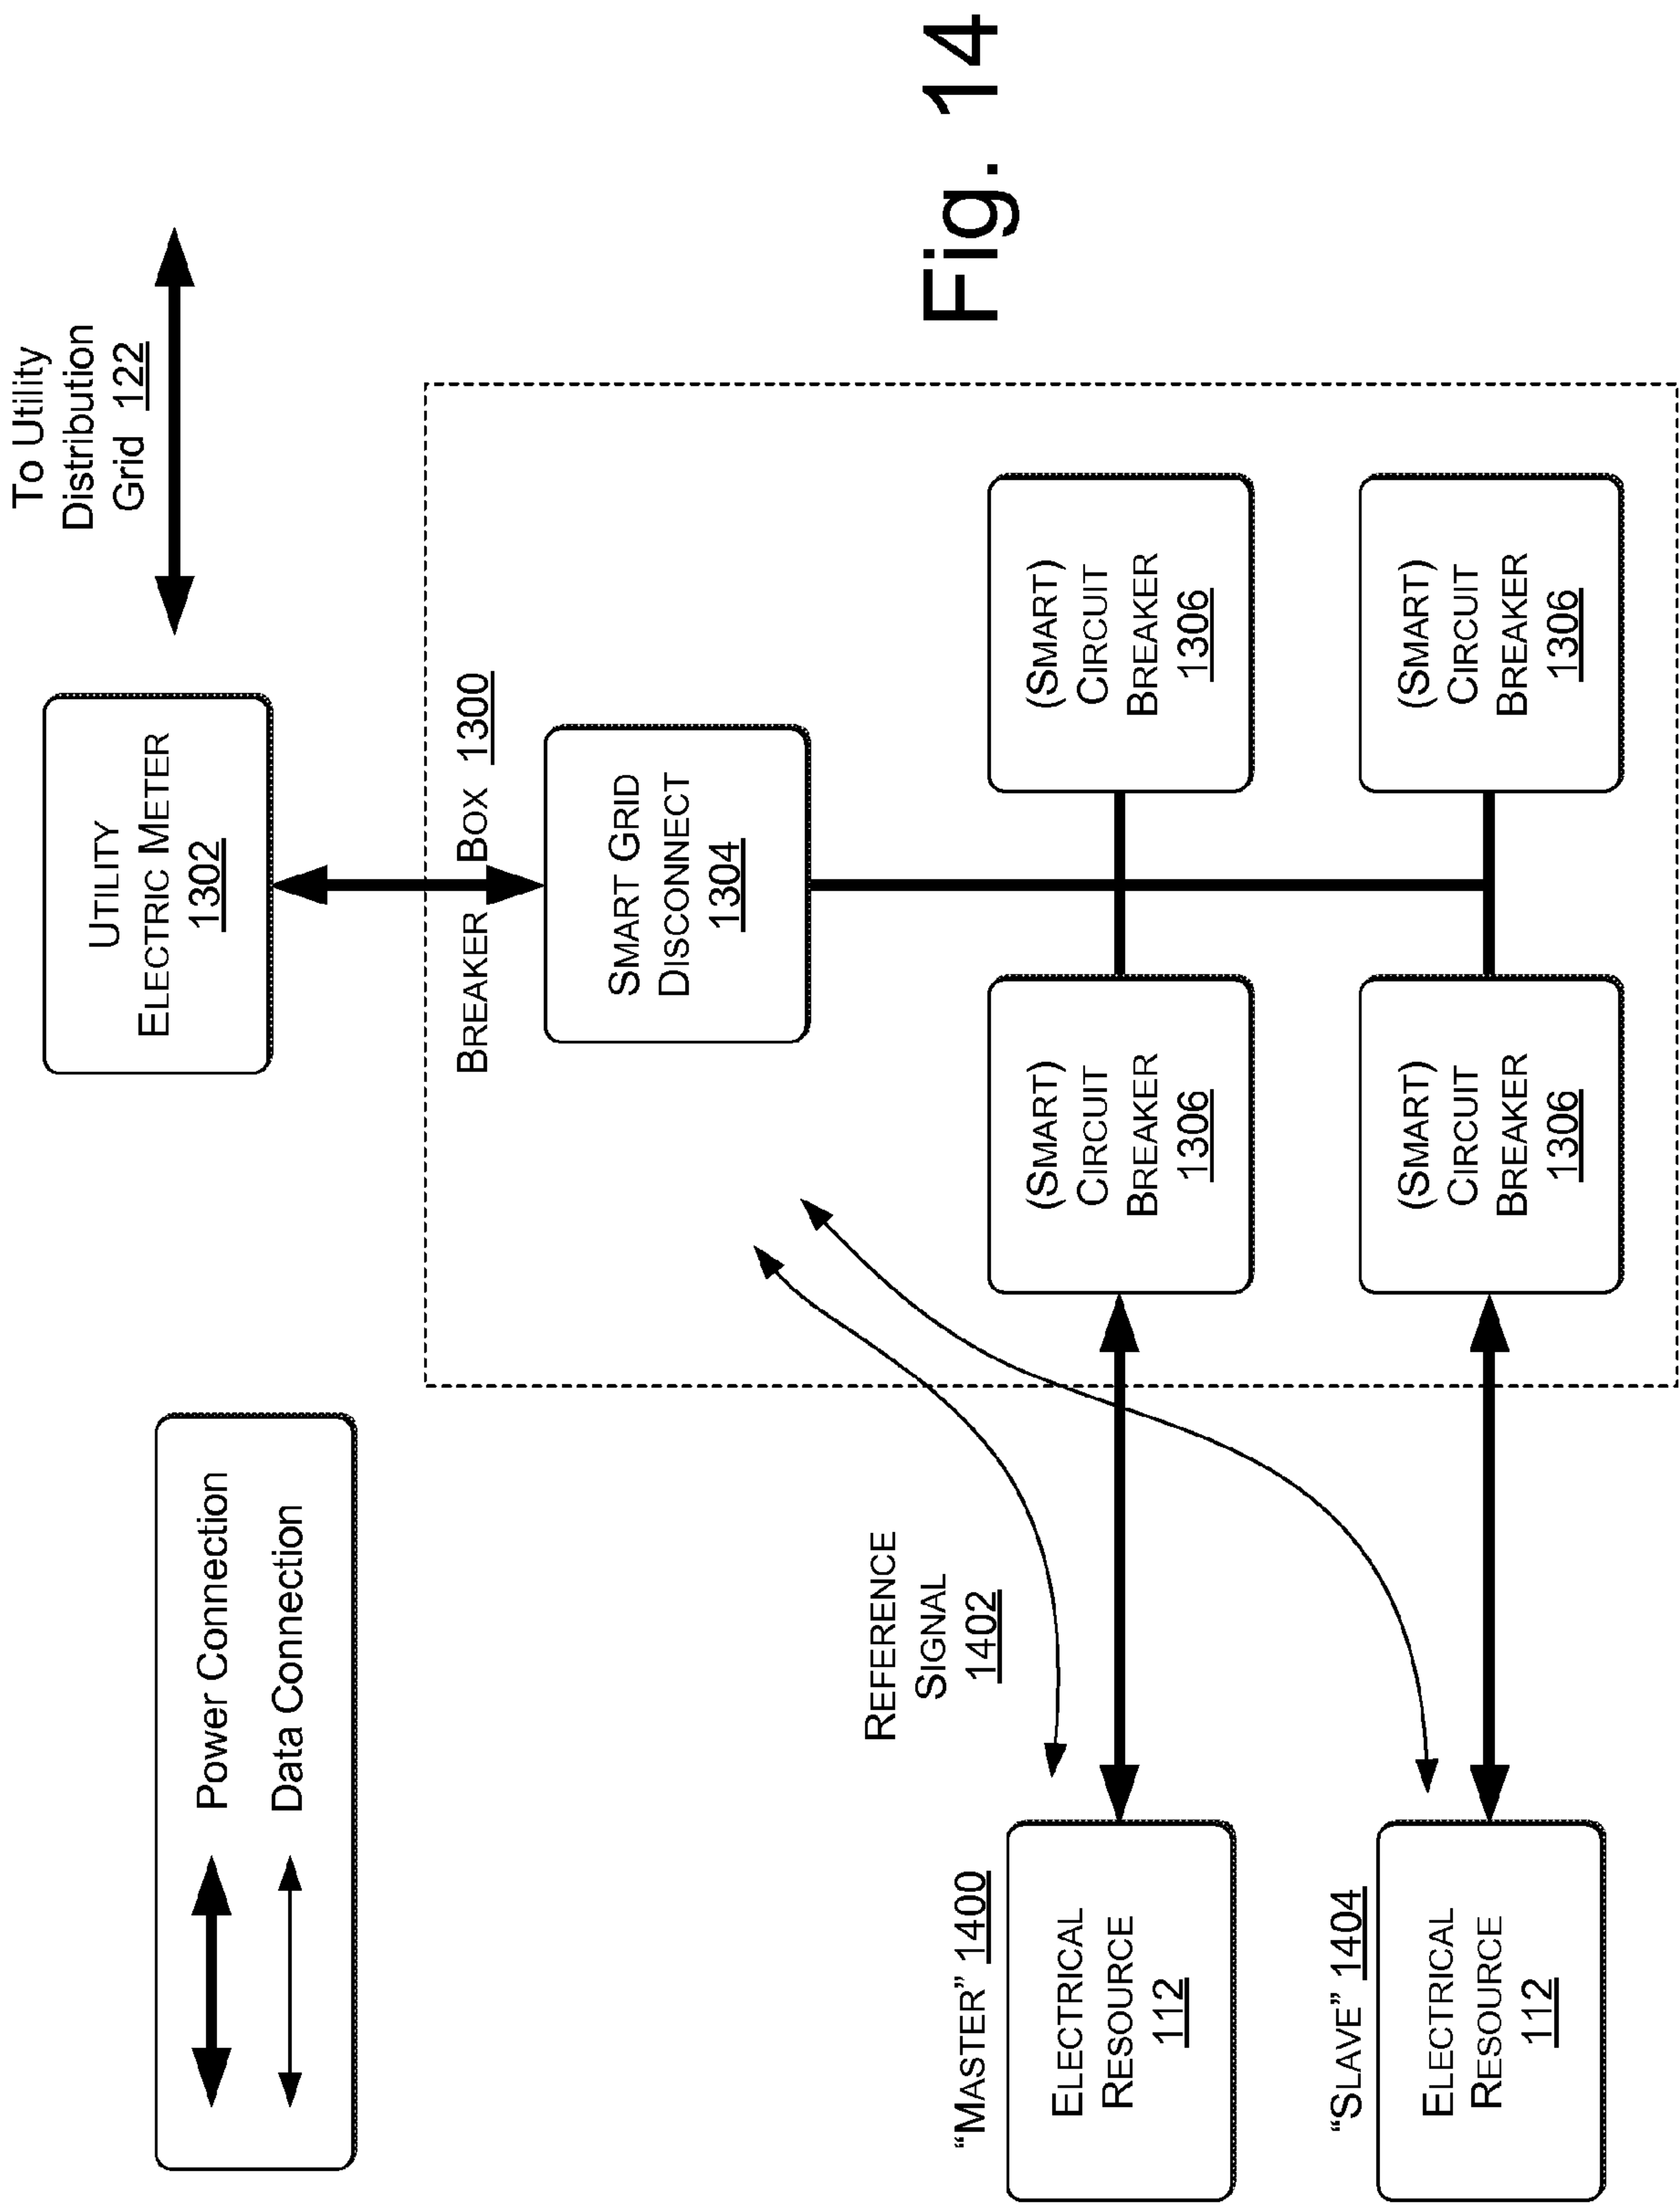 Power Connection
Data Connection
To Utility
Distribution
Grid 122
UTILITY
ELECTRIC METER
1302
BREAKER BOX 1300
SMART GRID
DISCONNECT
1304
REFERENCE
SIGNAL
1402
"MASTER" 1400
ELECTRICAL
RESOURCE
112
(SMART)
CIRCUIT
BREAKER
1306
(SMART)
CIRCUIT
BREAKER
1306
"SLAVE" 1404
ELECTRICAL
RESOURCE
112
(SMART)
CIRCUIT
BREAKER
1306
(SMART)
CIRCUIT
BREAKER
1306
Fig. 14